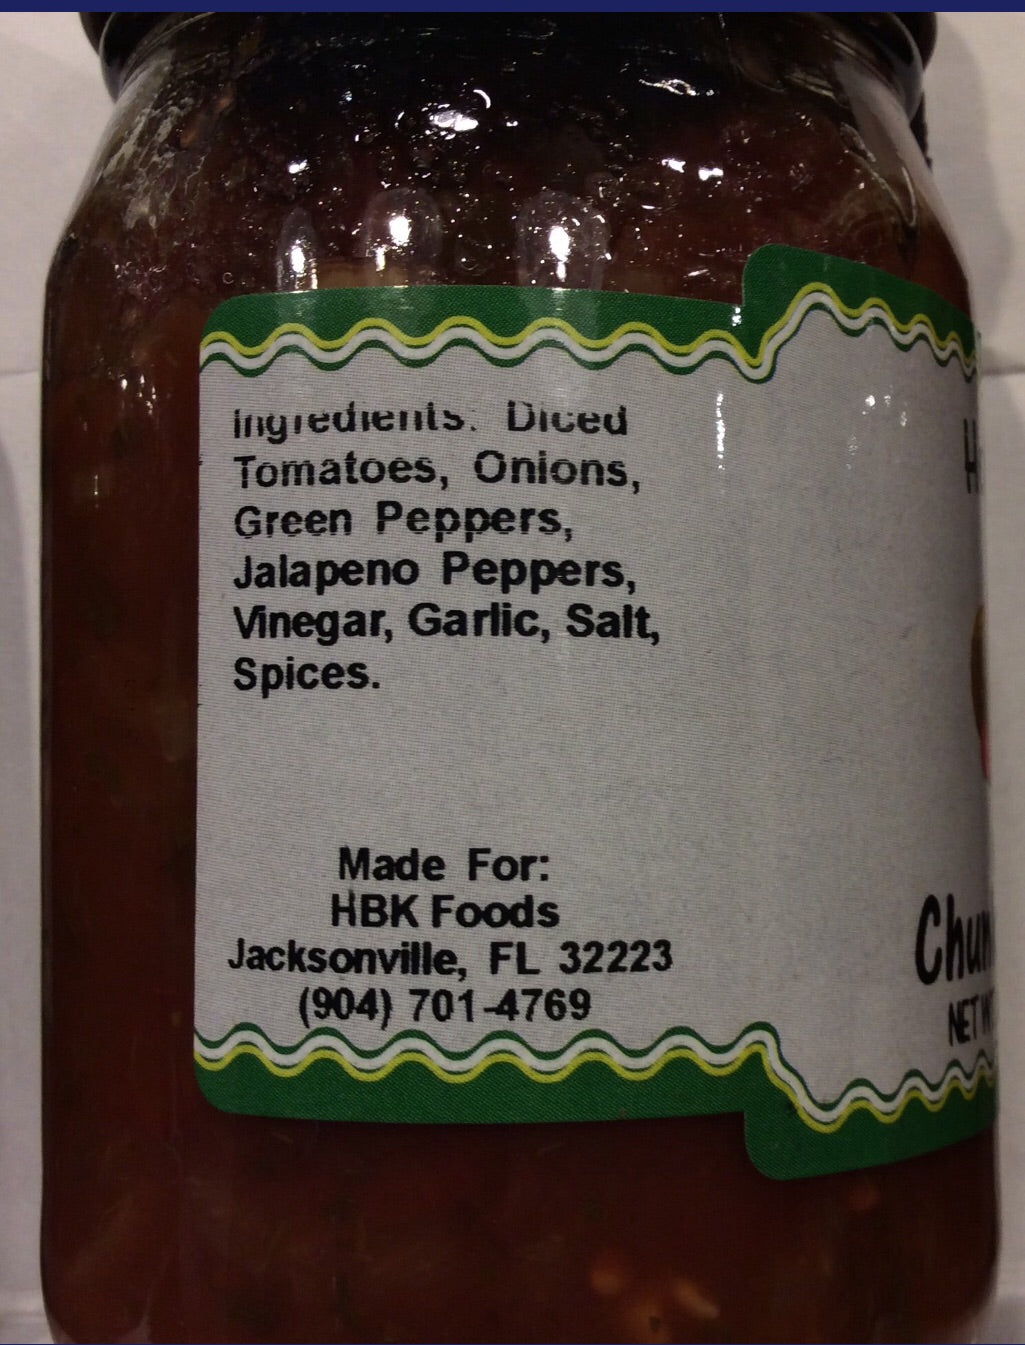 Ingredients: Diced
Tomatoes, Onions,
Green Peppers,
Jalapeno Peppers,
Vinegar, Garlic, Salt,
Spices.
Made For:
HBK Foods
Jacksonville, FL 32223
(904) 701-4769
NET